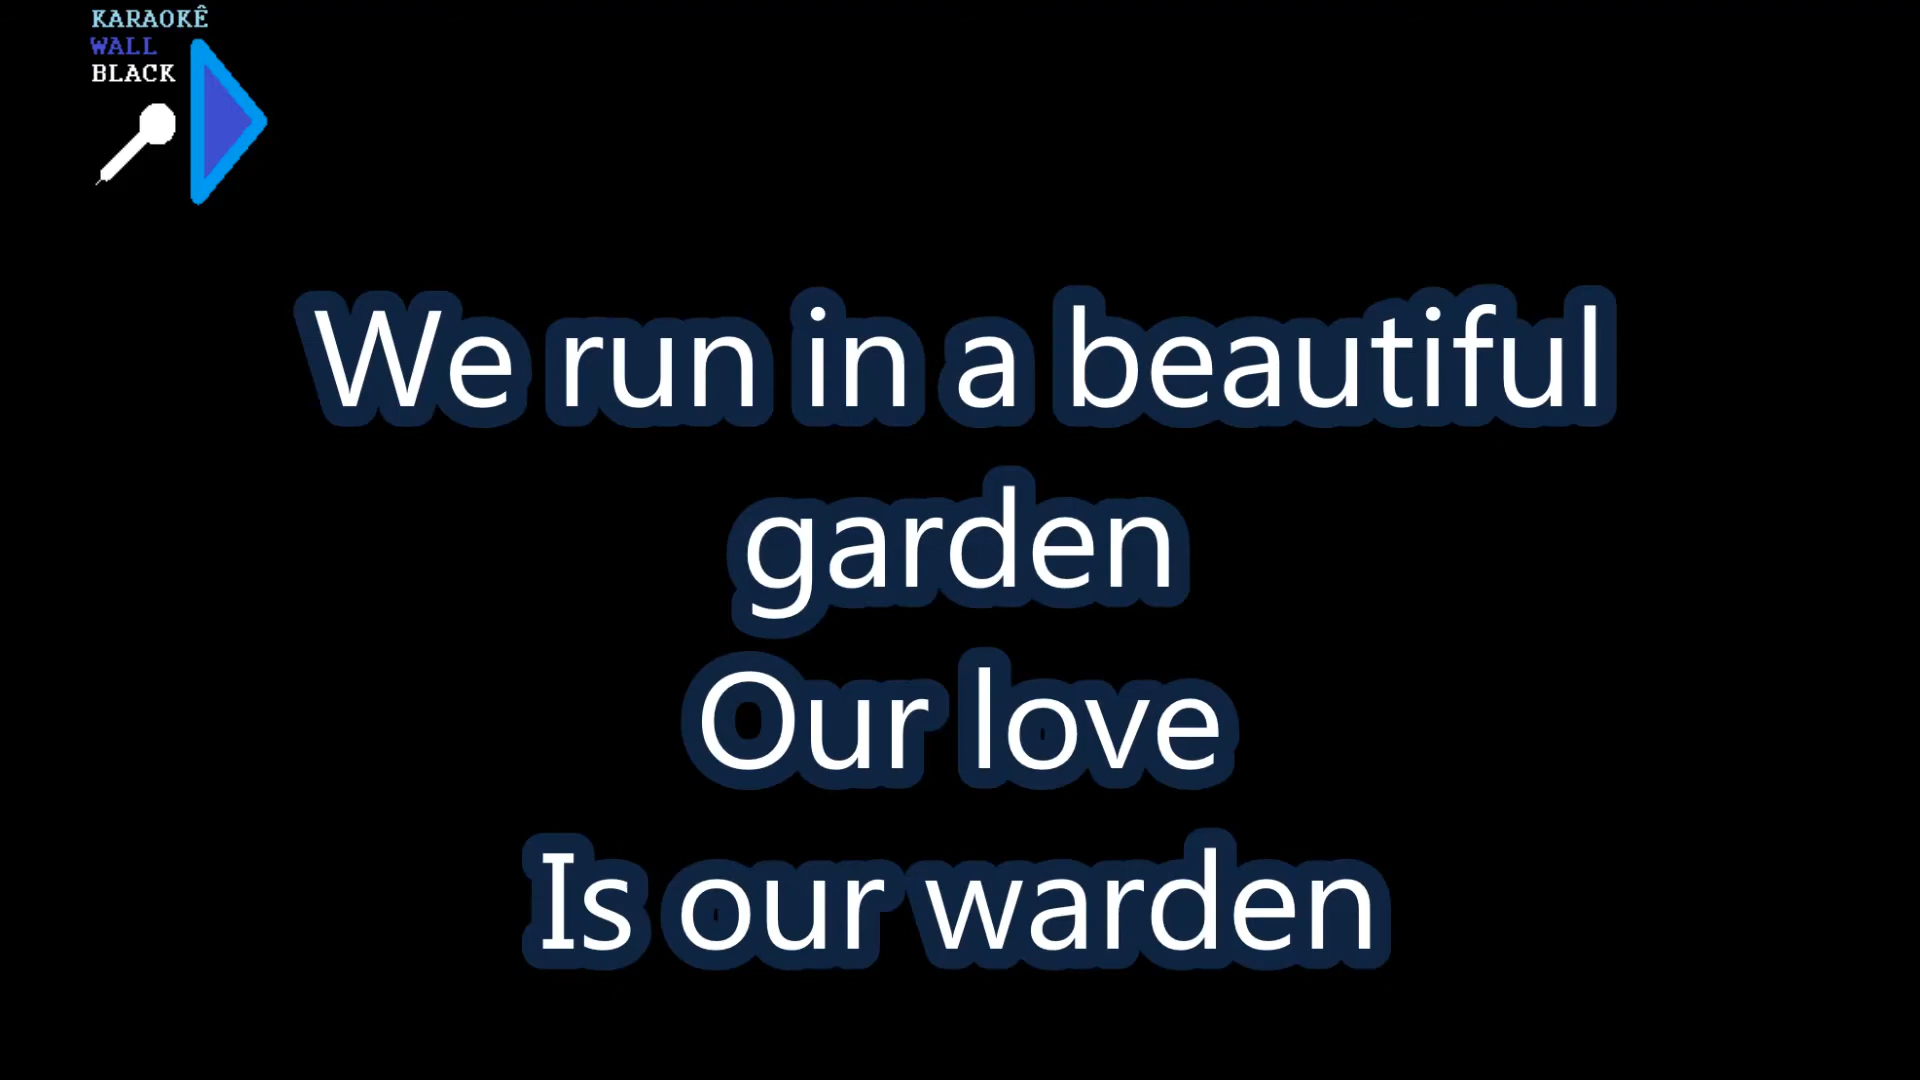 KARAOKÊ
WALL
BLACK
We run in a beautiful
garden
Our love
Is our warden